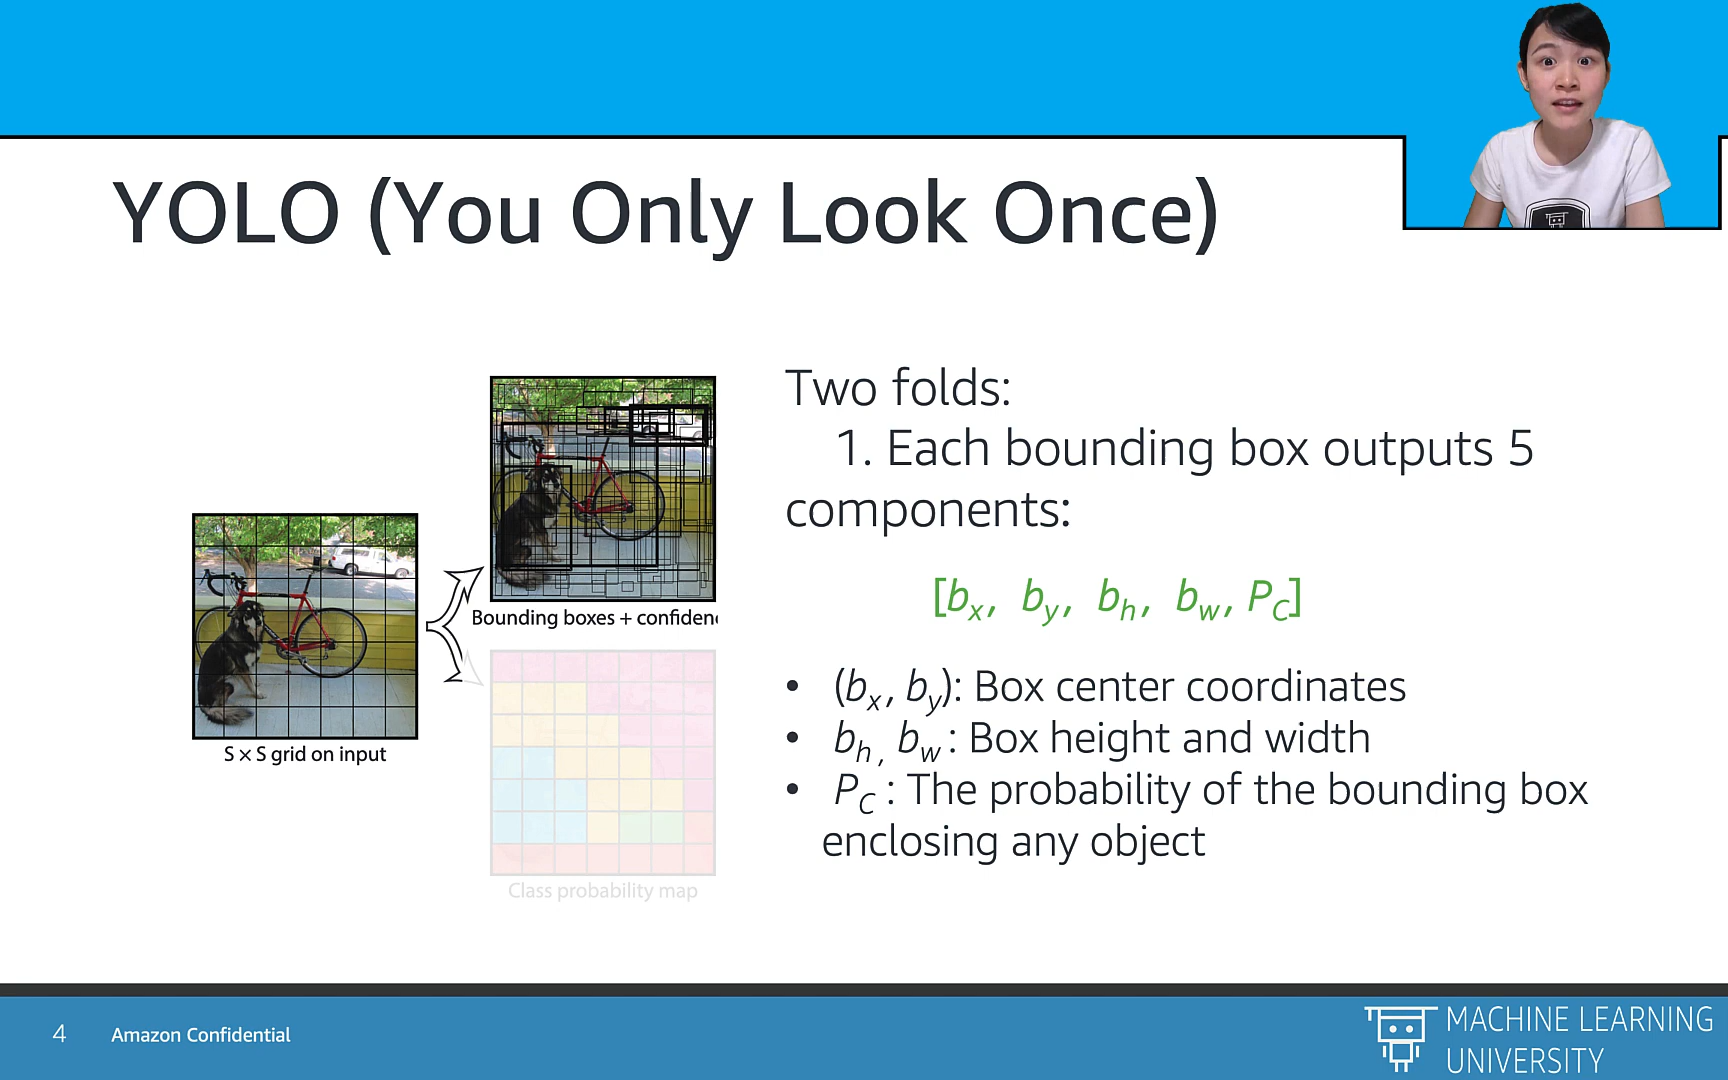 YOLO (You Only Look Once)
Two folds:
1. Each bounding box outputs 5
components:
[bx, by, bh, bw, PC]
• (bx, by): Box center coordinates
• bh, bw : Box height and width
• PC : The probability of the bounding box
enclosing any object
Bounding boxes + confiden
S × S grid on input
Class probability map
4 Amazon Confidential
MACHINE LEARNING
UNIVERSITY